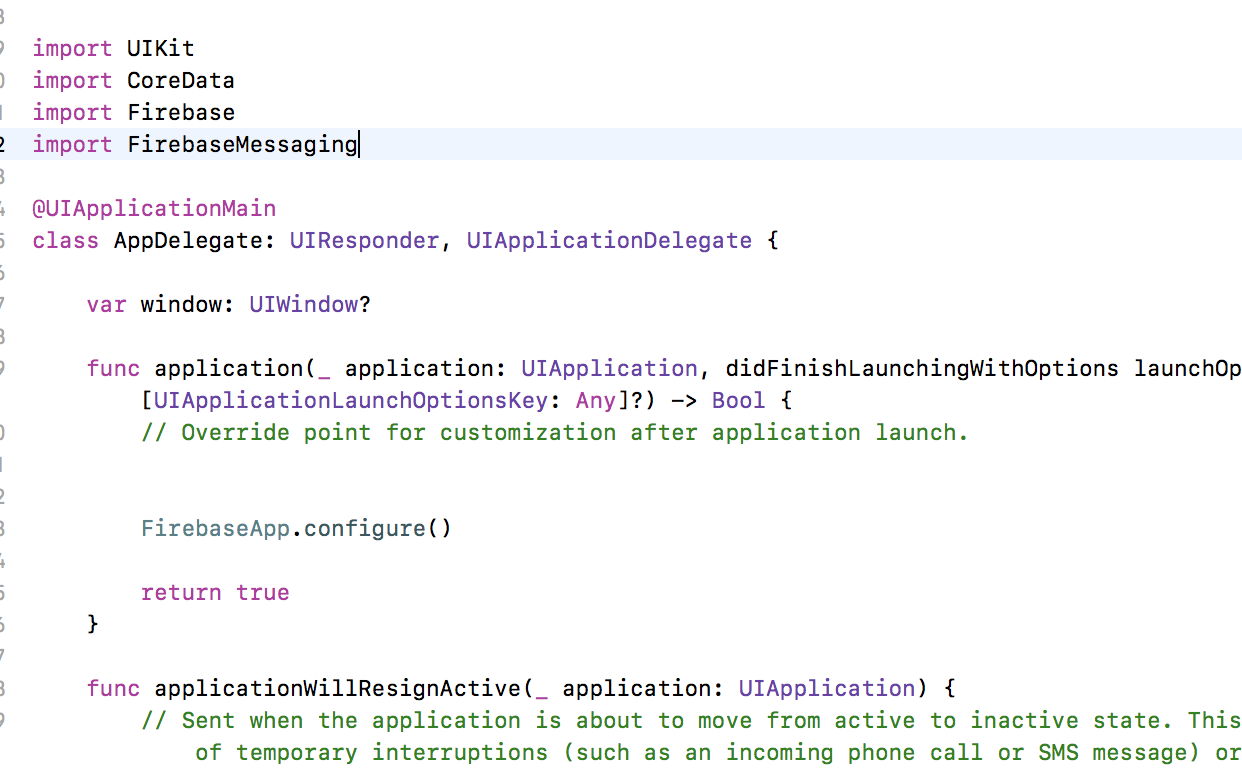 import UIKit
import CoreData
import Firebase
import FirebaseMessaging
@UIApplicationMain
class AppDelegate: UIResponder, UIApplicationDelegate {
var window: UIWindow?
func application(_ application: UIApplication, didFinishLaunchingWithOptions launchOp
[UIApplicationLaunchOptionsKey: Any]?) -> Bool {
// Override point for customization after application launch.
FirebaseApp.configure()
return true
}
func applicationWillResignActive(_ application: UIApplication) {
// Sent when the application is about to move from active to inactive state. This
of temporary interruptions (such as an incoming phone call or SMS message) or